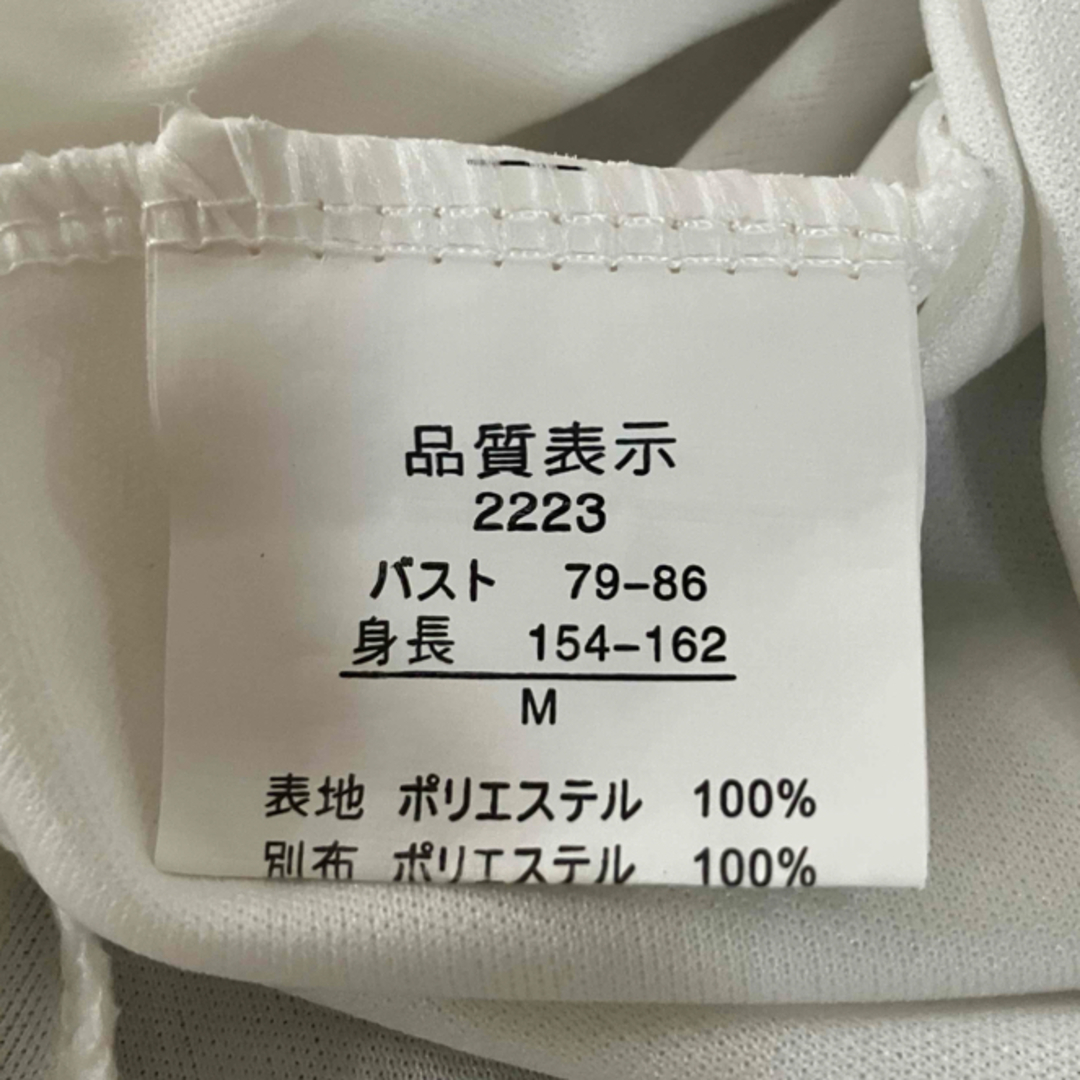 品質表示
2223
バスト 79-86
身長 154-162
M
表地 ポリエステル 100%
別布 ポリエステル 100%